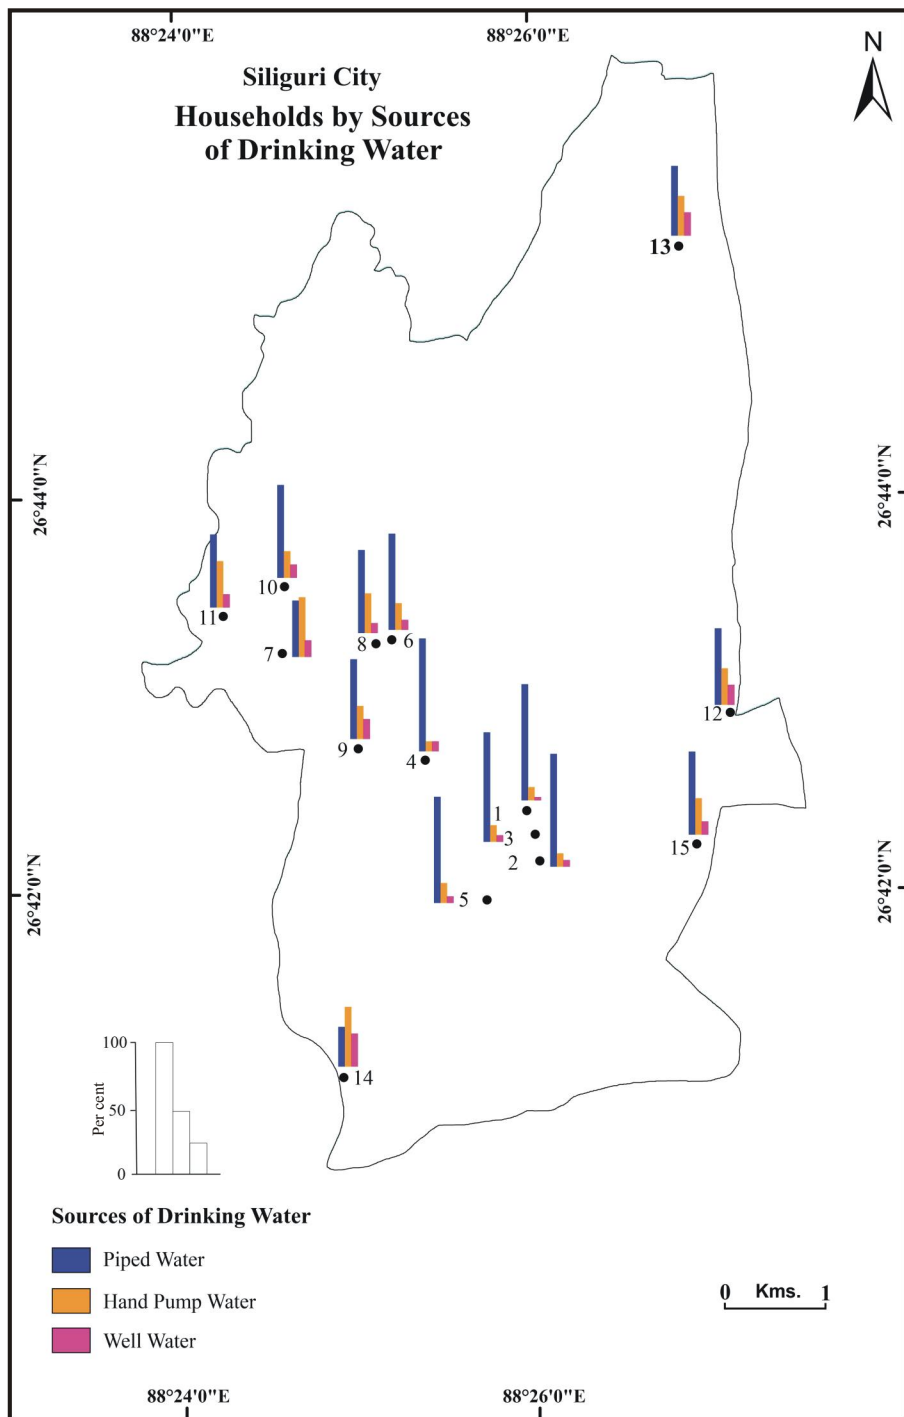 88°24'0"E
88°26'0"E
N
Siliguri City
Households by Sources
of Drinking Water
13
26°44'0"N
26°44'0"N
10
11
8
6
7
12
9
4
1
3
15
2
26°42'0"N
26°42'0"N
5
14
100
Per cent
50
0
Sources of Drinking Water
Piped Water
Hand Pump Water
Well Water
0 Kms. 1
88°24'0"E
88°26'0"E